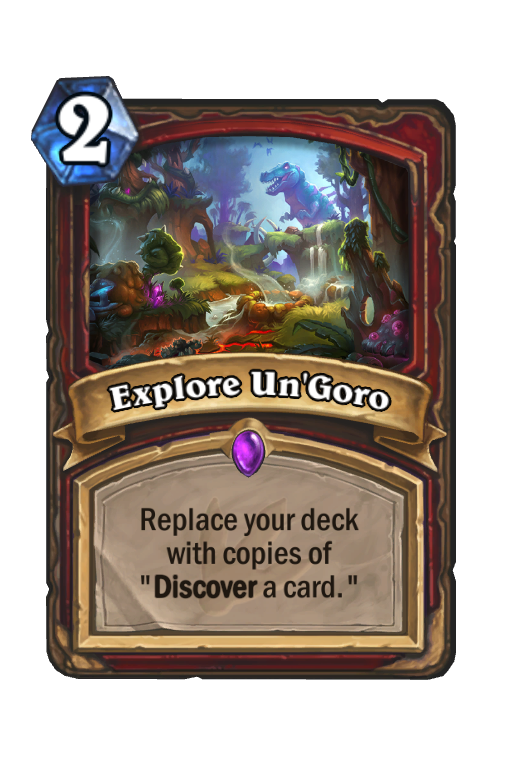 2
Explore Un'Goro
Replace your deck
with copies of
"Discover a card."